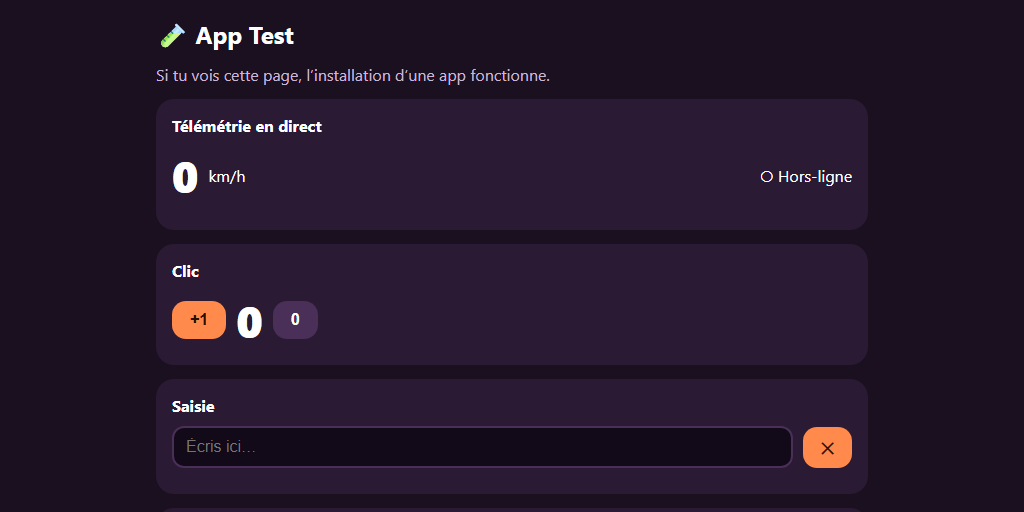 App Test
Si tu vois cette page, l’installation d’une app fonctionne.
Télémétrie en direct
0 km/h
Hors-ligne
Clic
+1 0 0
Saisie
Écris ici…
×